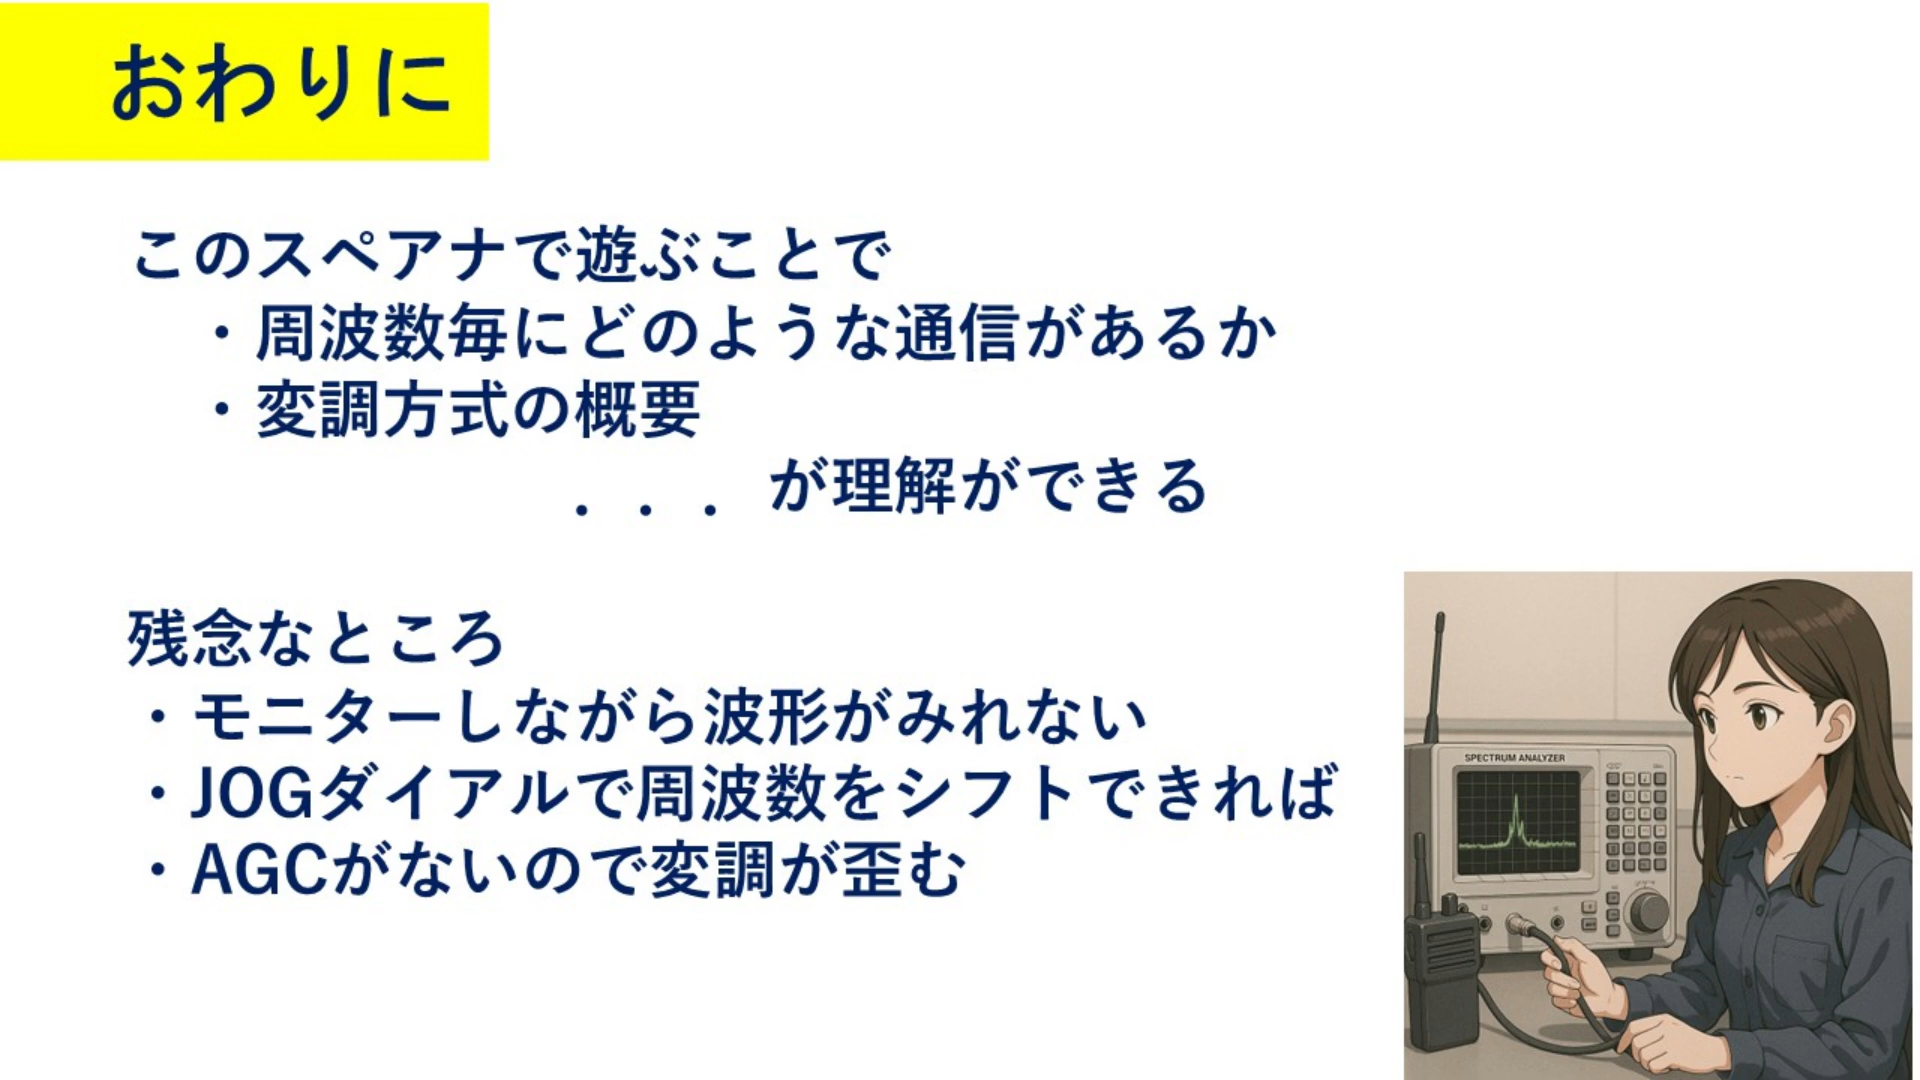 おわりに
このスペアナで遊ぶことで
・周波数毎にどのような通信があるか
・変調方式の概要
．．． が理解ができる
残念なところ
・モニターしながら波形がみれない
・JOGダイアルで周波数をシフトできれば
・AGCがないので変調が歪む
SPECTRUM ANALYZER